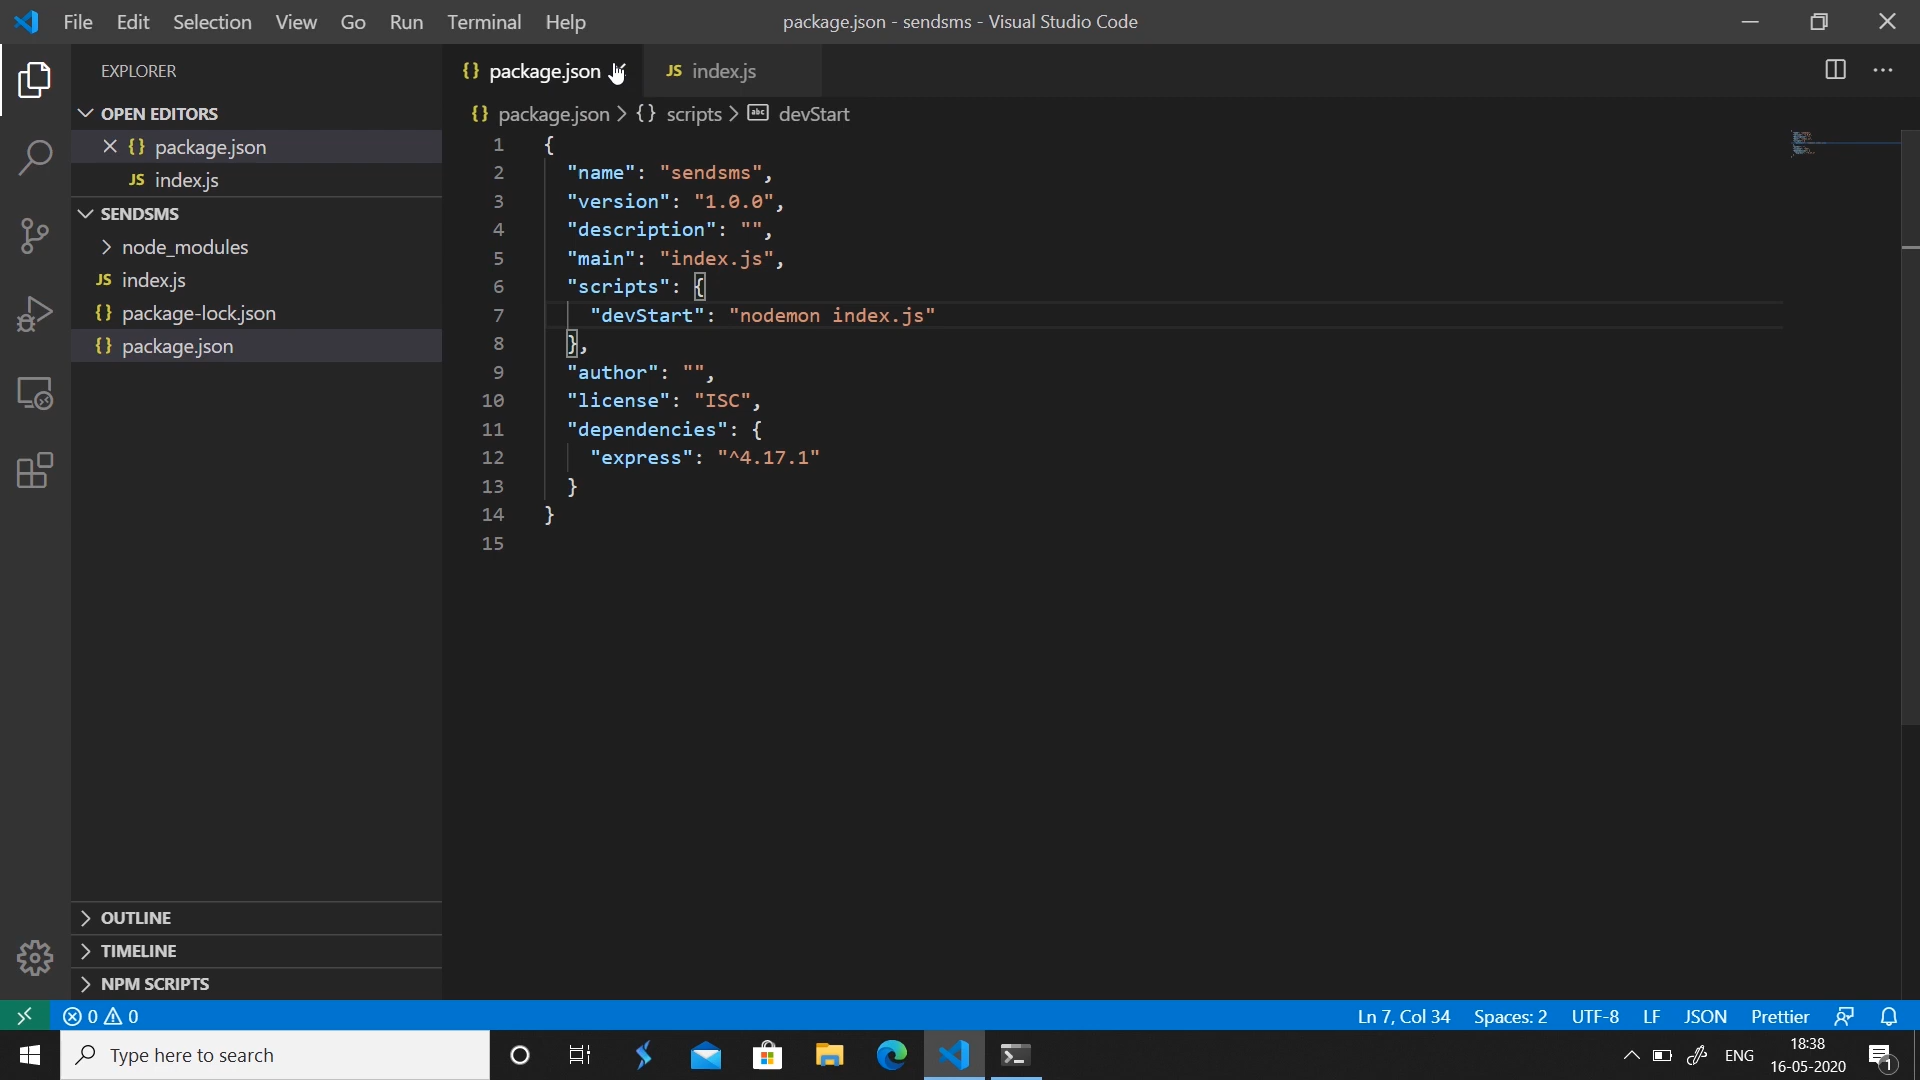 File Edit Selection View Go Run Terminal Help package.json - sendsms - Visual Studio Code
EXPLORER
OPEN EDITORS
{} package.json
JS index.js
SENDSMS
node_modules
JS index.js
{} package-lock.json
{} package.json
OUTLINE
TIMELINE
NPM SCRIPTS
{} package.json JS index.js
{} package.json > {} scripts > abc devStart
1 {
2 "name": "sendsms",
3 "version": "1.0.0",
4 "description": "",
5 "main": "index.js",
6 "scripts": {
7 "devStart": "nodemon index.js"
8 },
9 "author": "",
10 "license": "ISC",
11 "dependencies": {
12 "express": "^4.17.1"
13 }
14 }
15
0 0 Ln 7, Col 34 Spaces: 2 UTF-8 LF JSON Prettier
Type here to search ENG
18:38
16-05-2020
1